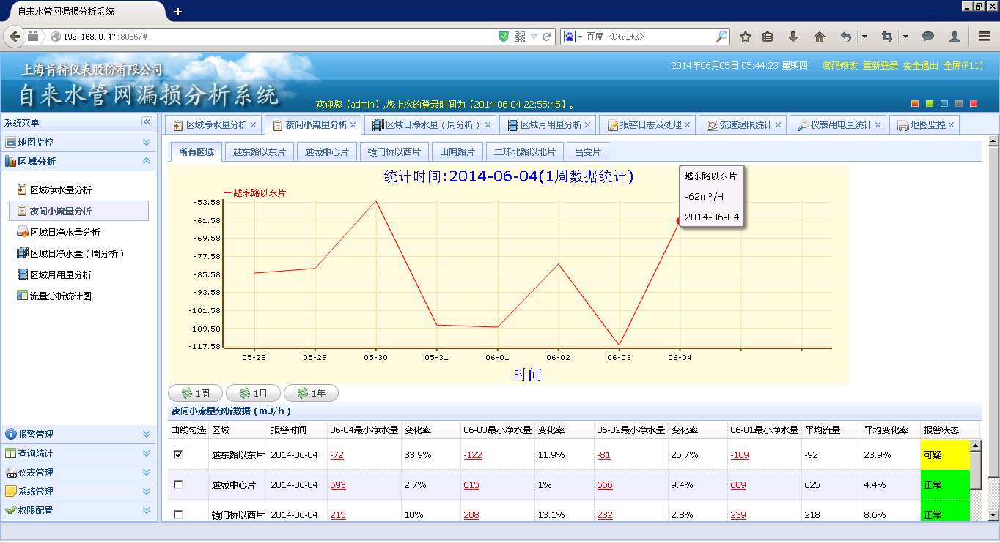 自来水管网漏损分析系统
192.168.0.47:8086/#
百度 <Ctrl+K>
上海肯特仪表股份有限公司
2014年06月05日 05:44:23 星期四 密码修改 重新登录 安全退出 全屏(F11)
自来水管网漏损分析系统
欢迎您【admin】,您上次的登录时间为【2014-06-04 22:55:45】。
系统菜单
地图监控
区域分析
区域净水量分析
夜间小流量分析
区域日净水量分析
区域日净水量（周分析）
区域月用量分析
流量分析统计图
报警管理
查询统计
仪表管理
系统管理
权限配置
区域净水量分析 夜间小流量分析 区域日净水量（周分析） 区域月用量分析 报警日志及处理 流速超限统计 仪表用电量统计 地图监控
所有区域 越东路以东片 越城中心片 辕门桥以西片 山阴路片 二环北路以北片 昌安片
统计时间:2014-06-04(1周数据统计)
越东路以东片
-62m³/H
2014-06-04
越东路以东片
-53.58
-61.58
-69.58
-77.58
-85.58
-93.58
-101.58
-109.58
-117.58
05-28 05-29 05-30 05-31 06-01 06-02 06-03 06-04
时间
1周 1月 1年
夜间小流量分析数据 ( m3/h )
曲线勾选 区域 报警时间 06-04最小净水量 变化率 06-03最小净水量 变化率 06-02最小净水量 变化率 06-01最小净水量 平均流量 平均变化率 报警状态
越东路以东片 2014-06-04 -72 33.9% -122 11.9% -81 25.7% -109 -92 23.9% 可疑
越城中心片 2014-06-04 593 2.7% 615 1% 666 9.4% 609 625 4.4% 正常
辕门桥以西片 2014-06-04 215 10% 208 13.1% 232 2.8% 239 218 8.6% 正常